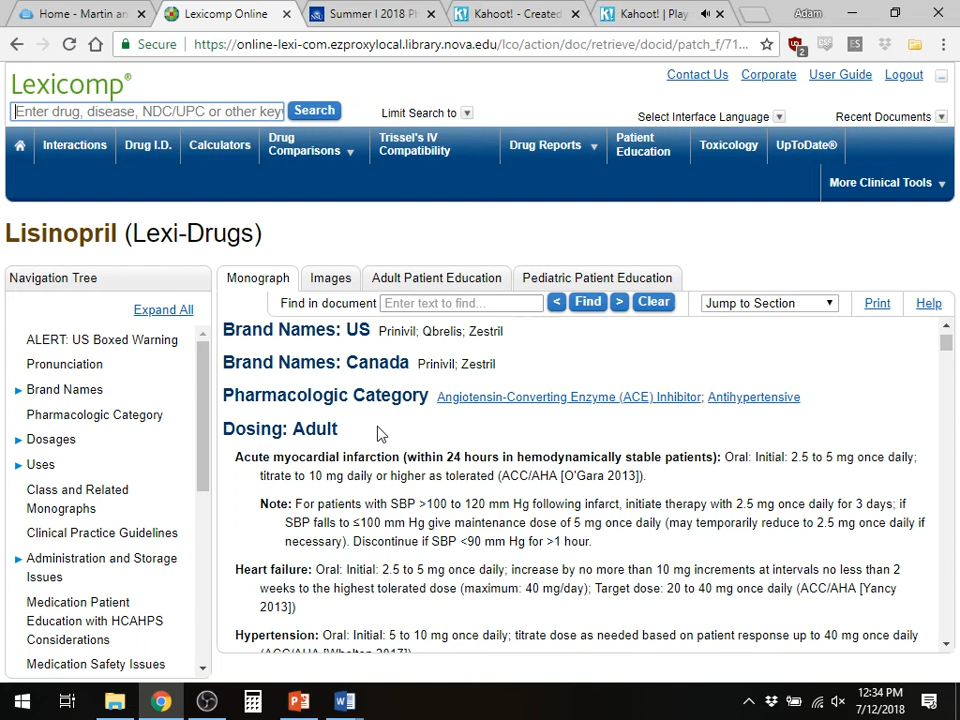 Home - Martin and
Lexicomp Online
Summer I 2018 Ph
Kahoot! - Created
Kahoot! | Play
Adam
Secure
https://online-lexi-com.ezproxylocal.library.nova.edu/lco/action/doc/retrieve/docid/patch_f/71...
2
ES
Lexicomp®
Contact Us
Corporate
User Guide
Logout
Enter drug, disease, NDC/UPC or other key
Search
Limit Search to
Select Interface Language
Recent Documents
Interactions
Drug I.D.
Calculators
Drug
Comparisons
Trissel's IV
Compatibility
Drug Reports
Patient
Education
Toxicology
UpToDate®
More Clinical Tools
Lisinopril (Lexi-Drugs)
Navigation Tree
Expand All
ALERT: US Boxed Warning
Pronunciation
Brand Names
Pharmacologic Category
Dosages
Uses
Class and Related
Monographs
Clinical Practice Guidelines
Administration and Storage
Issues
Medication Patient
Education with HCAHPS
Considerations
Medication Safety Issues
Monograph
Images
Adult Patient Education
Pediatric Patient Education
Find in document
Enter text to find...
<
Find
>
Clear
Jump to Section
Print
Help
Brand Names: US Prinivil; Qbrelis; Zestril
Brand Names: Canada Prinivil; Zestril
Pharmacologic Category Angiotensin-Converting Enzyme (ACE) Inhibitor; Antihypertensive
Dosing: Adult
Acute myocardial infarction (within 24 hours in hemodynamically stable patients): Oral: Initial: 2.5 to 5 mg once daily;
titrate to 10 mg daily or higher as tolerated (ACC/AHA [O'Gara 2013]).
Note: For patients with SBP >100 to 120 mm Hg following infarct, initiate therapy with 2.5 mg once daily for 3 days; if
SBP falls to ≤100 mm Hg give maintenance dose of 5 mg once daily (may temporarily reduce to 2.5 mg once daily if
necessary). Discontinue if SBP <90 mm Hg for >1 hour.
Heart failure: Oral: Initial: 2.5 to 5 mg once daily; increase by no more than 10 mg increments at intervals no less than 2
weeks to the highest tolerated dose (maximum: 40 mg/day); Target dose: 20 to 40 mg once daily (ACC/AHA [Yancy
2013])
Hypertension: Oral: Initial: 5 to 10 mg once daily; titrate dose as needed based on patient response up to 40 mg once daily
(ACC/AHA [Whelton 2017])
12:34 PM
7/12/2018